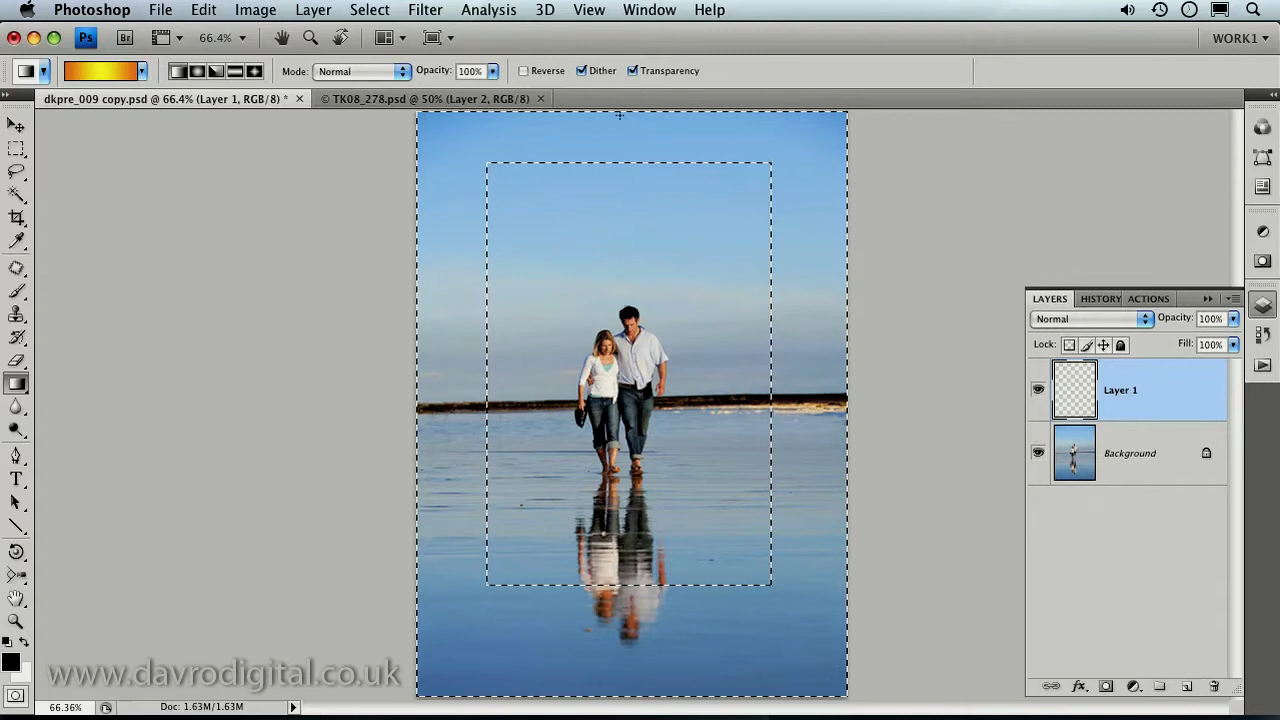 Photoshop File Edit Image Layer Select Filter Analysis 3D View Window Help
Ps Br 66.4% WORK1
Mode: Normal Opacity: 100% Reverse Dither Transparency
dkpre_009 copy.psd @ 66.4% (Layer 1, RGB/8) * © TK08_278.psd @ 50% (Layer 2, RGB/8)
LAYERS HISTORY ACTIONS
Normal Opacity: 100%
Lock: Fill: 100%
Layer 1
Background
T
fx
www.davrodigital.co.uk
66.36% Doc: 1.63M/1.63M